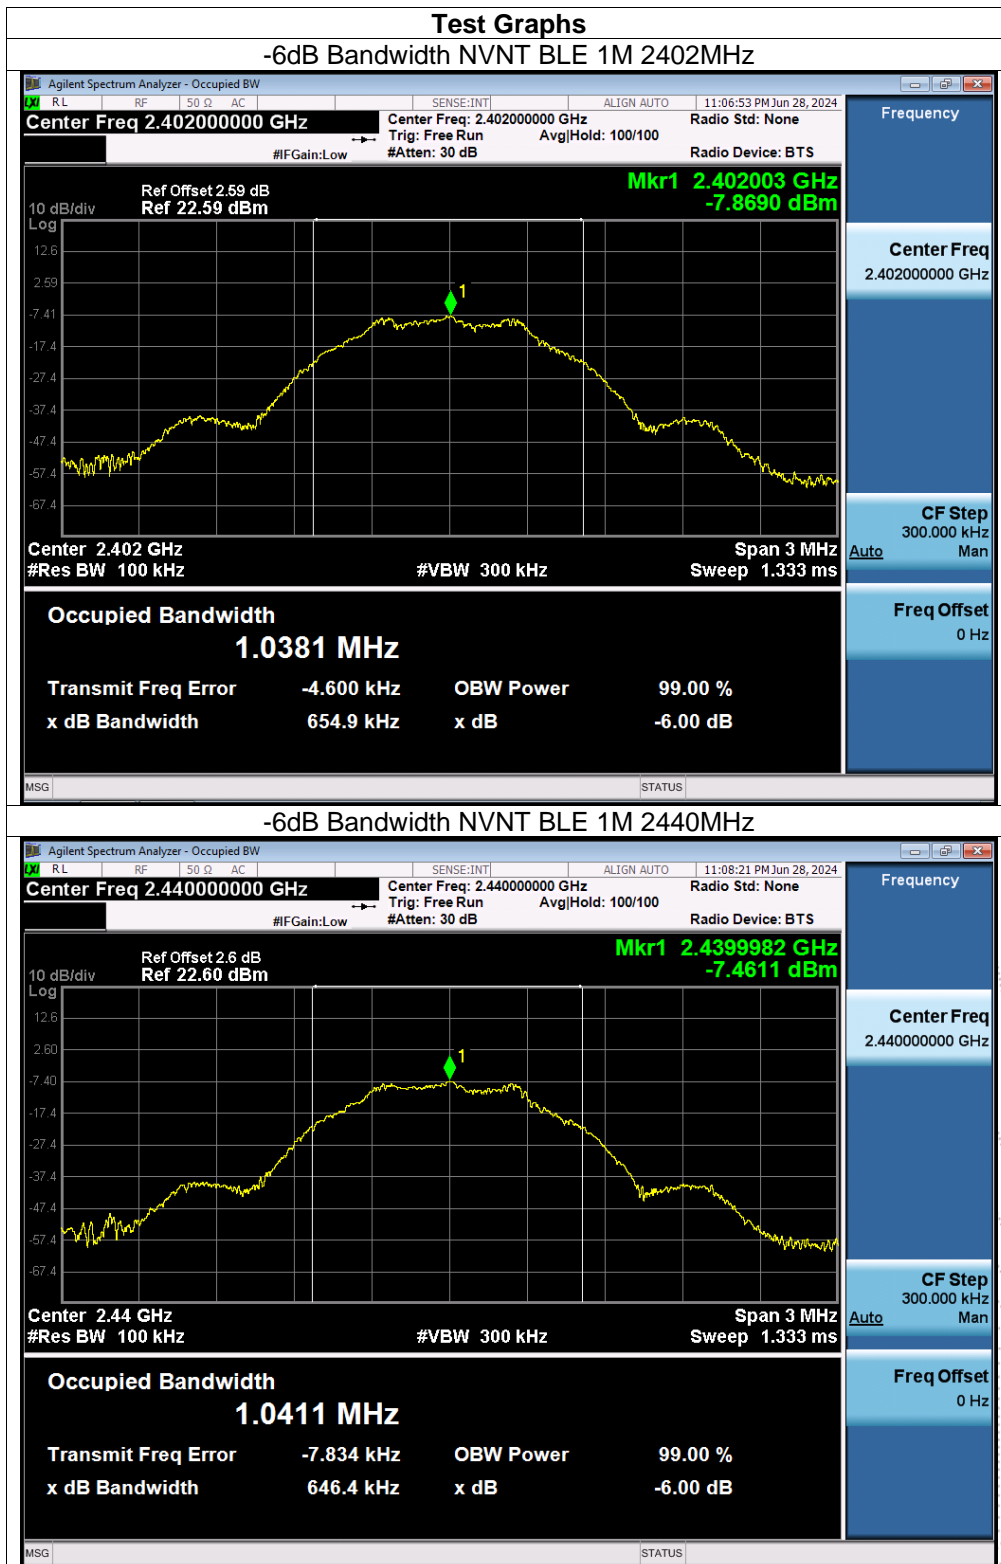 Test Graphs
-6dB Bandwidth NVNT BLE 1M 2402MHz
Agilent Spectrum Analyzer - Occupied BW
LXI RL RF 50 Ω AC SENSE:INT ALIGN AUTO 11:06:53 PM Jun 28, 2024
Center Freq 2.402000000 GHz
Center Freq: 2.402000000 GHz
Radio Std: None
Trig: Free Run Avg|Hold: 100/100
#IFGain:Low
#Atten: 30 dB
Radio Device: BTS
Frequency
Mkr1 2.402003 GHz
-7.8690 dBm
Ref Offset 2.59 dB
10 dB/div Ref 22.59 dBm
Log
12.6
2.59
-7.41
-17.4
-27.4
-37.4
-47.4
-57.4
-67.4
1
Center Freq
2.402000000 GHz
Center 2.402 GHz Span 3 MHz
#Res BW 100 kHz #VBW 300 kHz Sweep 1.333 ms
CF Step
300.000 kHz
Auto Man
Freq Offset
0 Hz
Occupied Bandwidth
1.0381 MHz
Transmit Freq Error -4.600 kHz OBW Power 99.00 %
x dB Bandwidth 654.9 kHz x dB -6.00 dB
MSG STATUS
-6dB Bandwidth NVNT BLE 1M 2440MHz
Agilent Spectrum Analyzer - Occupied BW
LXI RL RF 50 Ω AC SENSE:INT ALIGN AUTO 11:08:21 PM Jun 28, 2024
Center Freq 2.440000000 GHz
Center Freq: 2.440000000 GHz
Radio Std: None
Trig: Free Run Avg|Hold: 100/100
#IFGain:Low
#Atten: 30 dB
Radio Device: BTS
Frequency
Mkr1 2.4399982 GHz
-7.4611 dBm
Ref Offset 2.6 dB
10 dB/div Ref 22.60 dBm
Log
12.6
2.60
-7.40
-17.4
-27.4
-37.4
-47.4
-57.4
-67.4
1
Center Freq
2.440000000 GHz
Center 2.44 GHz Span 3 MHz
#Res BW 100 kHz #VBW 300 kHz Sweep 1.333 ms
CF Step
300.000 kHz
Auto Man
Freq Offset
0 Hz
Occupied Bandwidth
1.0411 MHz
Transmit Freq Error -7.834 kHz OBW Power 99.00 %
x dB Bandwidth 646.4 kHz x dB -6.00 dB
MSG STATUS